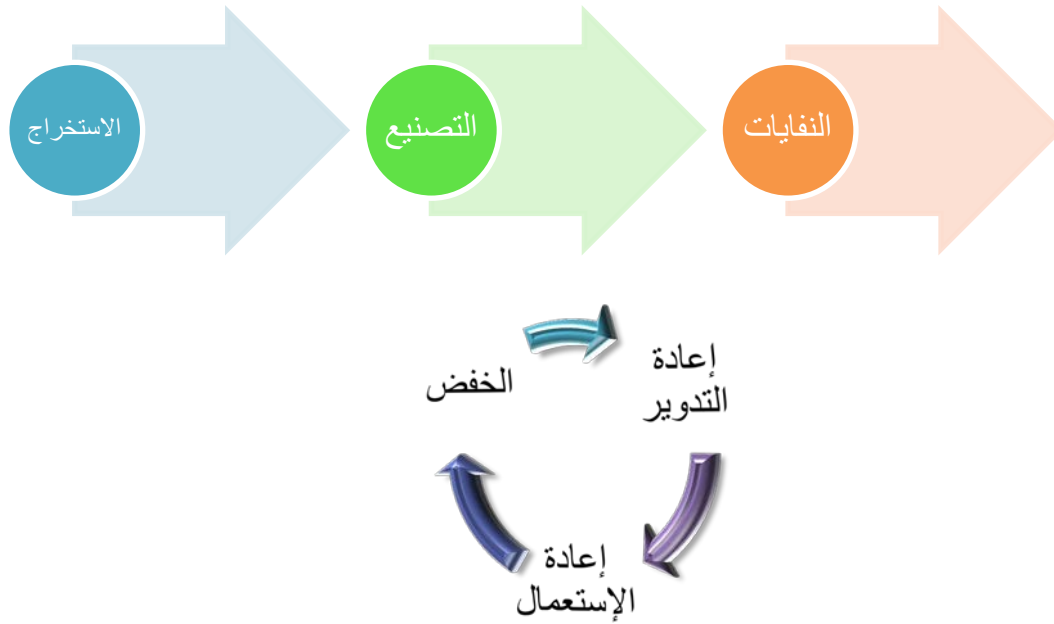 الاستخراج
التصنيع
النفايات
إعادة
التدوير
الخفض
إعادة
الإستعمال